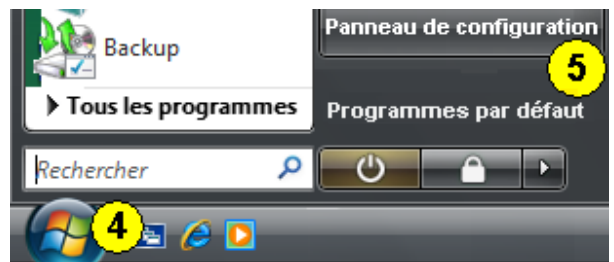 Backup
Tous les programmes
Rechercher
Panneau de configuration
5
Programmes par défaut
4